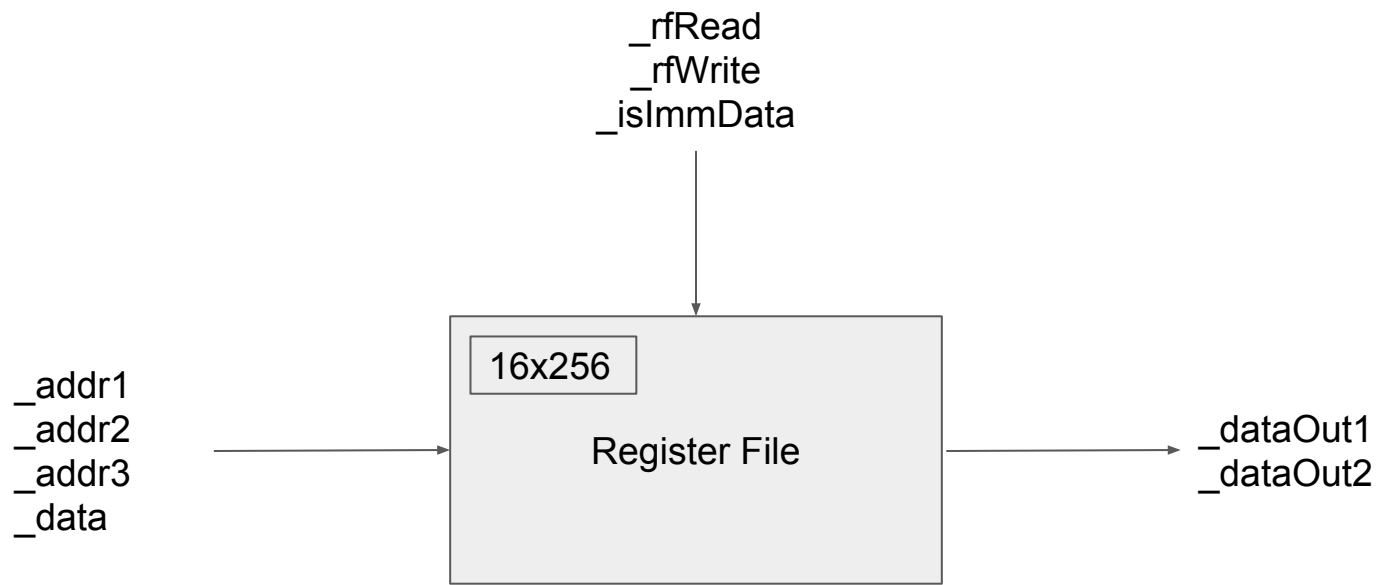 _rfRead
_rfWrite
_isImmData
16x256
Register File
_addr1
_addr2
_addr3
_data
_dataOut1
_dataOut2